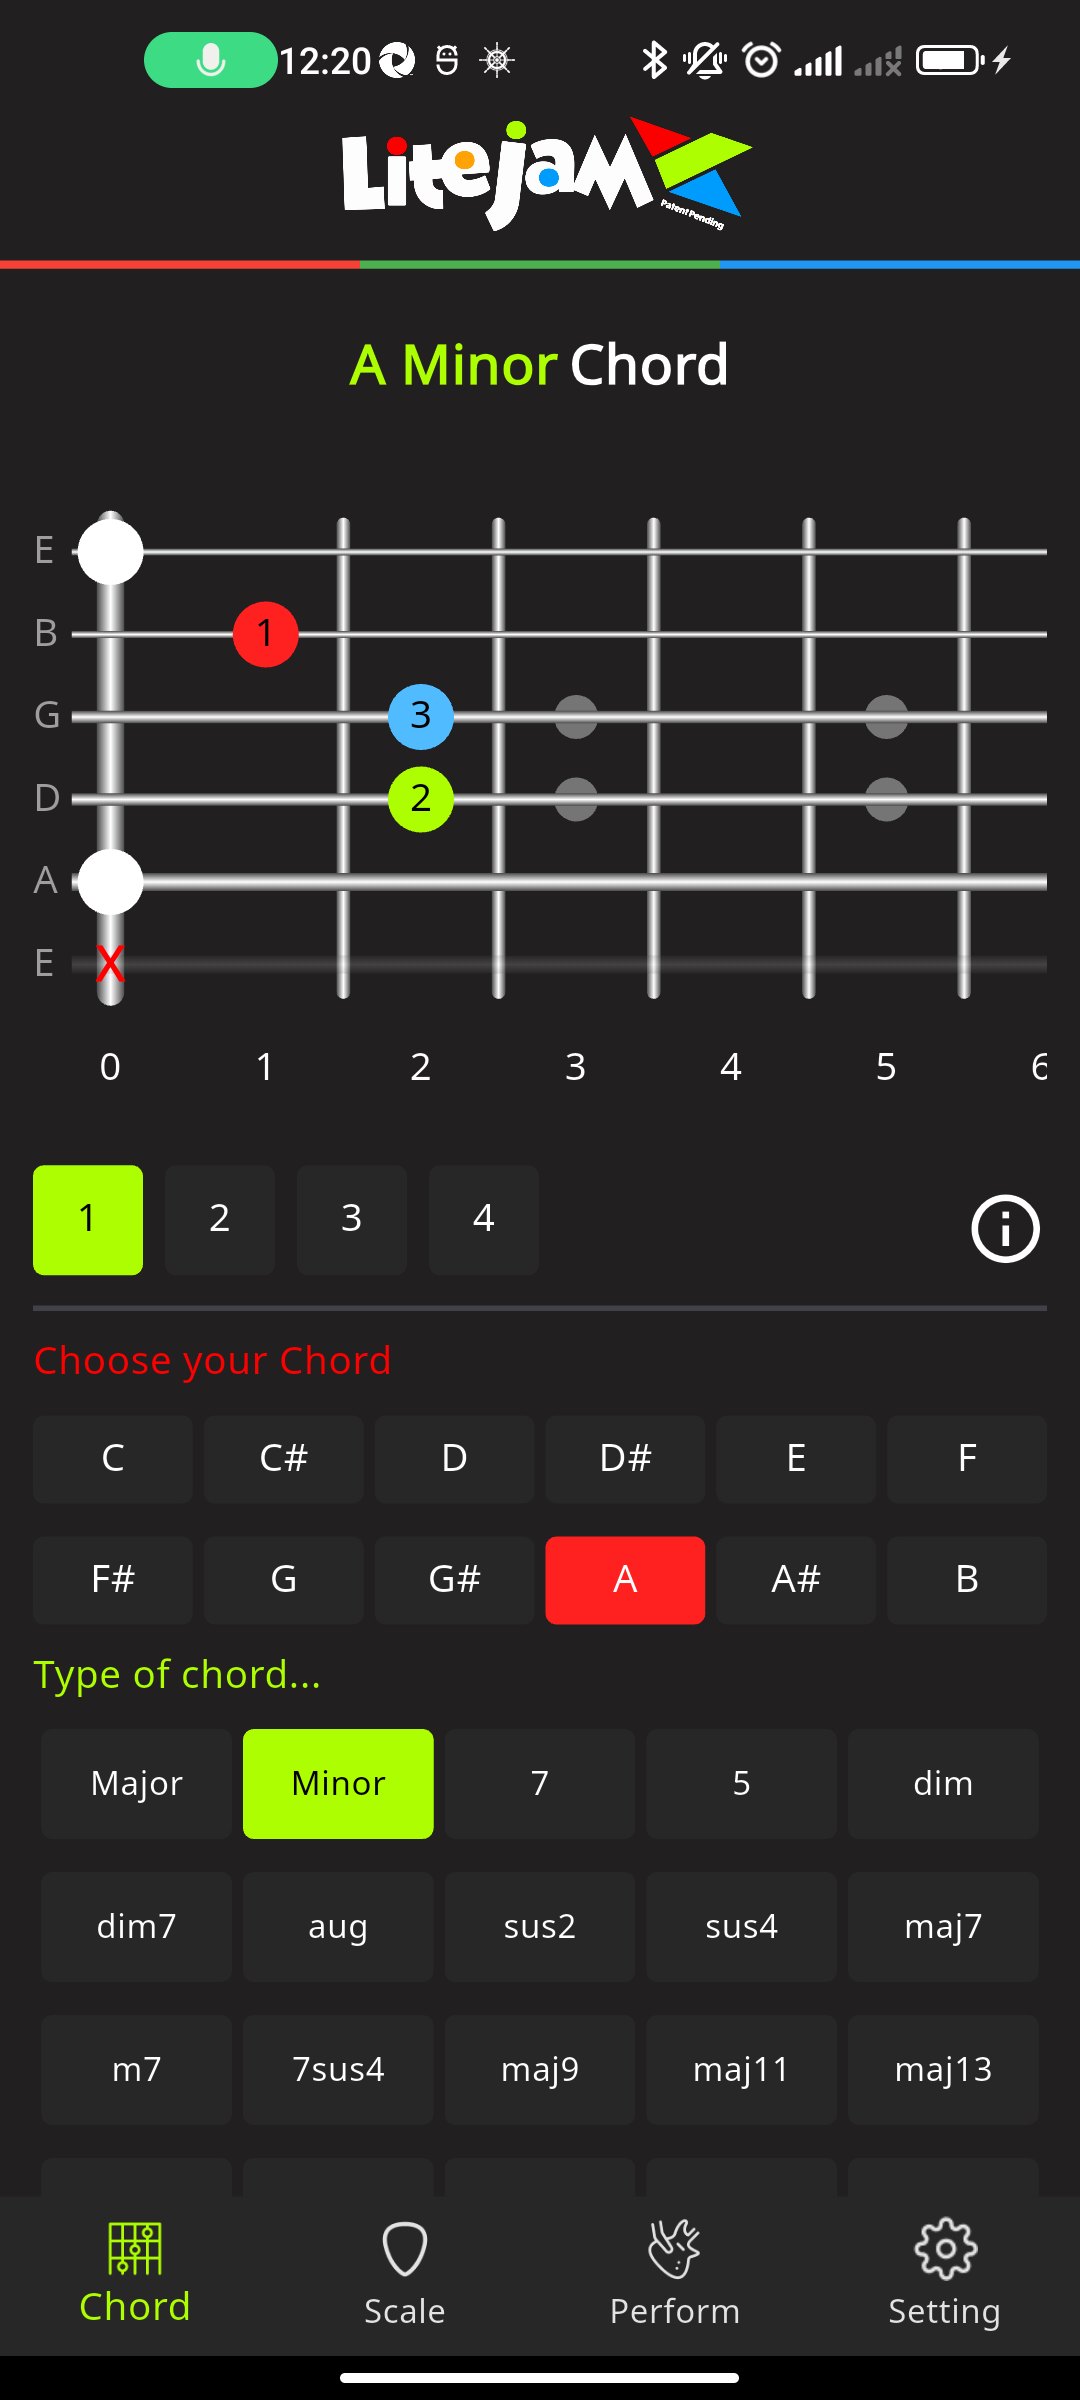 12:20
Litejam
Patent Pending
A Minor Chord
E
B 1
G 3
D 2
A
E X
0 1 2 3 4 5 6
1 2 3 4
Choose your Chord
C C# D D# E F
F# G G# A A# B
Type of chord...
Major Minor 7 5 dim
dim7 aug sus2 sus4 maj7
m7 7sus4 maj9 maj11 maj13
Chord Scale Perform Setting